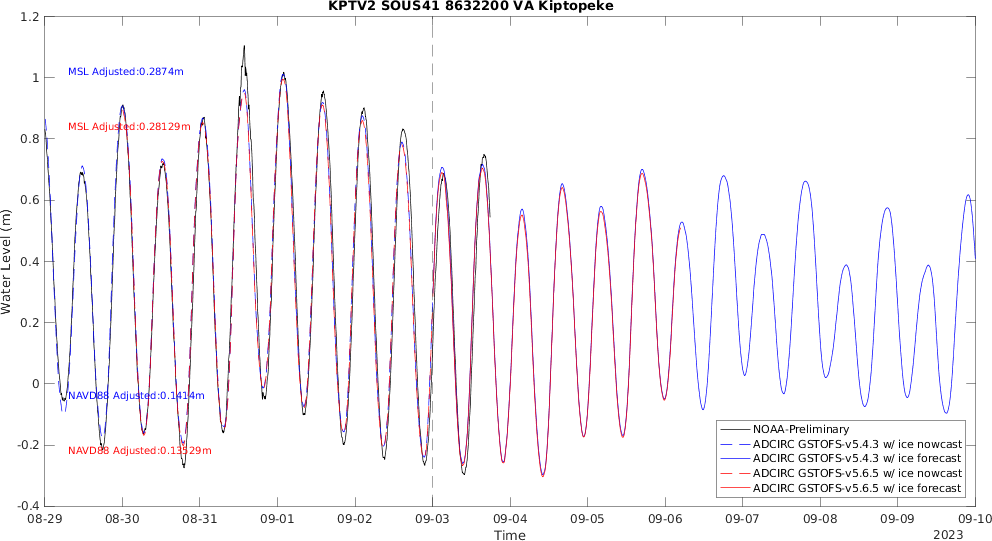 KPTV2 SOUS41 8632200 VA Kiptopeke
1.2
1
0.8
0.6
0.4
0.2
0
-0.2
-0.4
Water Level (m)
MSL Adjusted:0.2874m
MSL Adjusted:0.28129m
NAVD88 Adjusted:0.1414m
NAVD88 Adjusted:0.13529m
NOAA-Preliminary
ADCIRC GSTOFS-v5.4.3 w/ ice nowcast
ADCIRC GSTOFS-v5.4.3 w/ ice forecast
ADCIRC GSTOFS-v5.6.5 w/ ice nowcast
ADCIRC GSTOFS-v5.6.5 w/ ice forecast
08-29 08-30 08-31 09-01 09-02 09-03 09-04 09-05 09-06 09-07 09-08 09-09 09-10
Time
2023